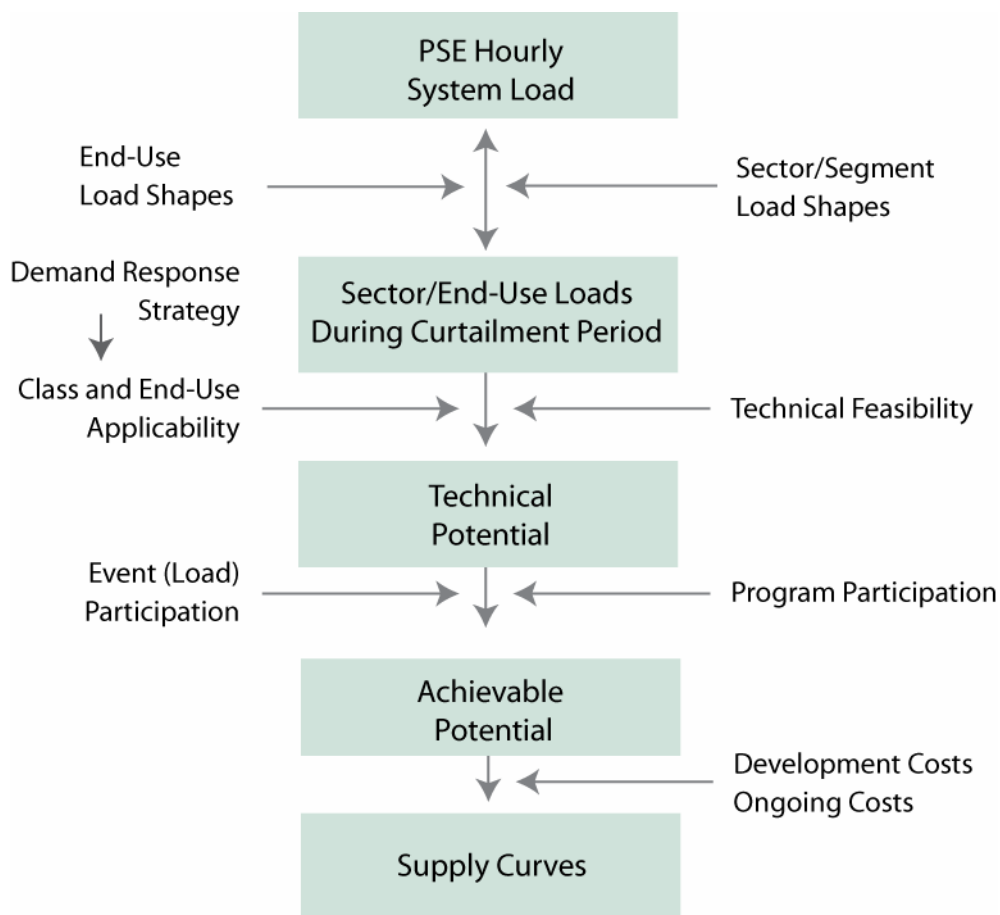 PSE Hourly
System Load
End-Use
Load Shapes
Sector/Segment
Load Shapes
Demand Response
Strategy
Sector/End-Use Loads
During Curtailment Period
Class and End-Use
Applicability
Technical Feasibility
Technical
Potential
Event (Load)
Participation
Program Participation
Achievable
Potential
Development Costs
Ongoing Costs
Supply Curves